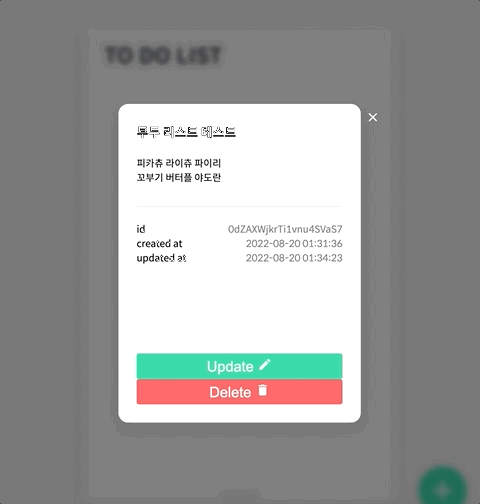 TO DO LIST
투두 리스트 테스트
피카츄 라이츄 파이리
꼬부기 버터플 야도란
id 0dZAXWjkrTi1vnu4SVaS7
created at 2022-08-20 01:31:36
updated at 2022-08-20 01:34:23
Update
Delete